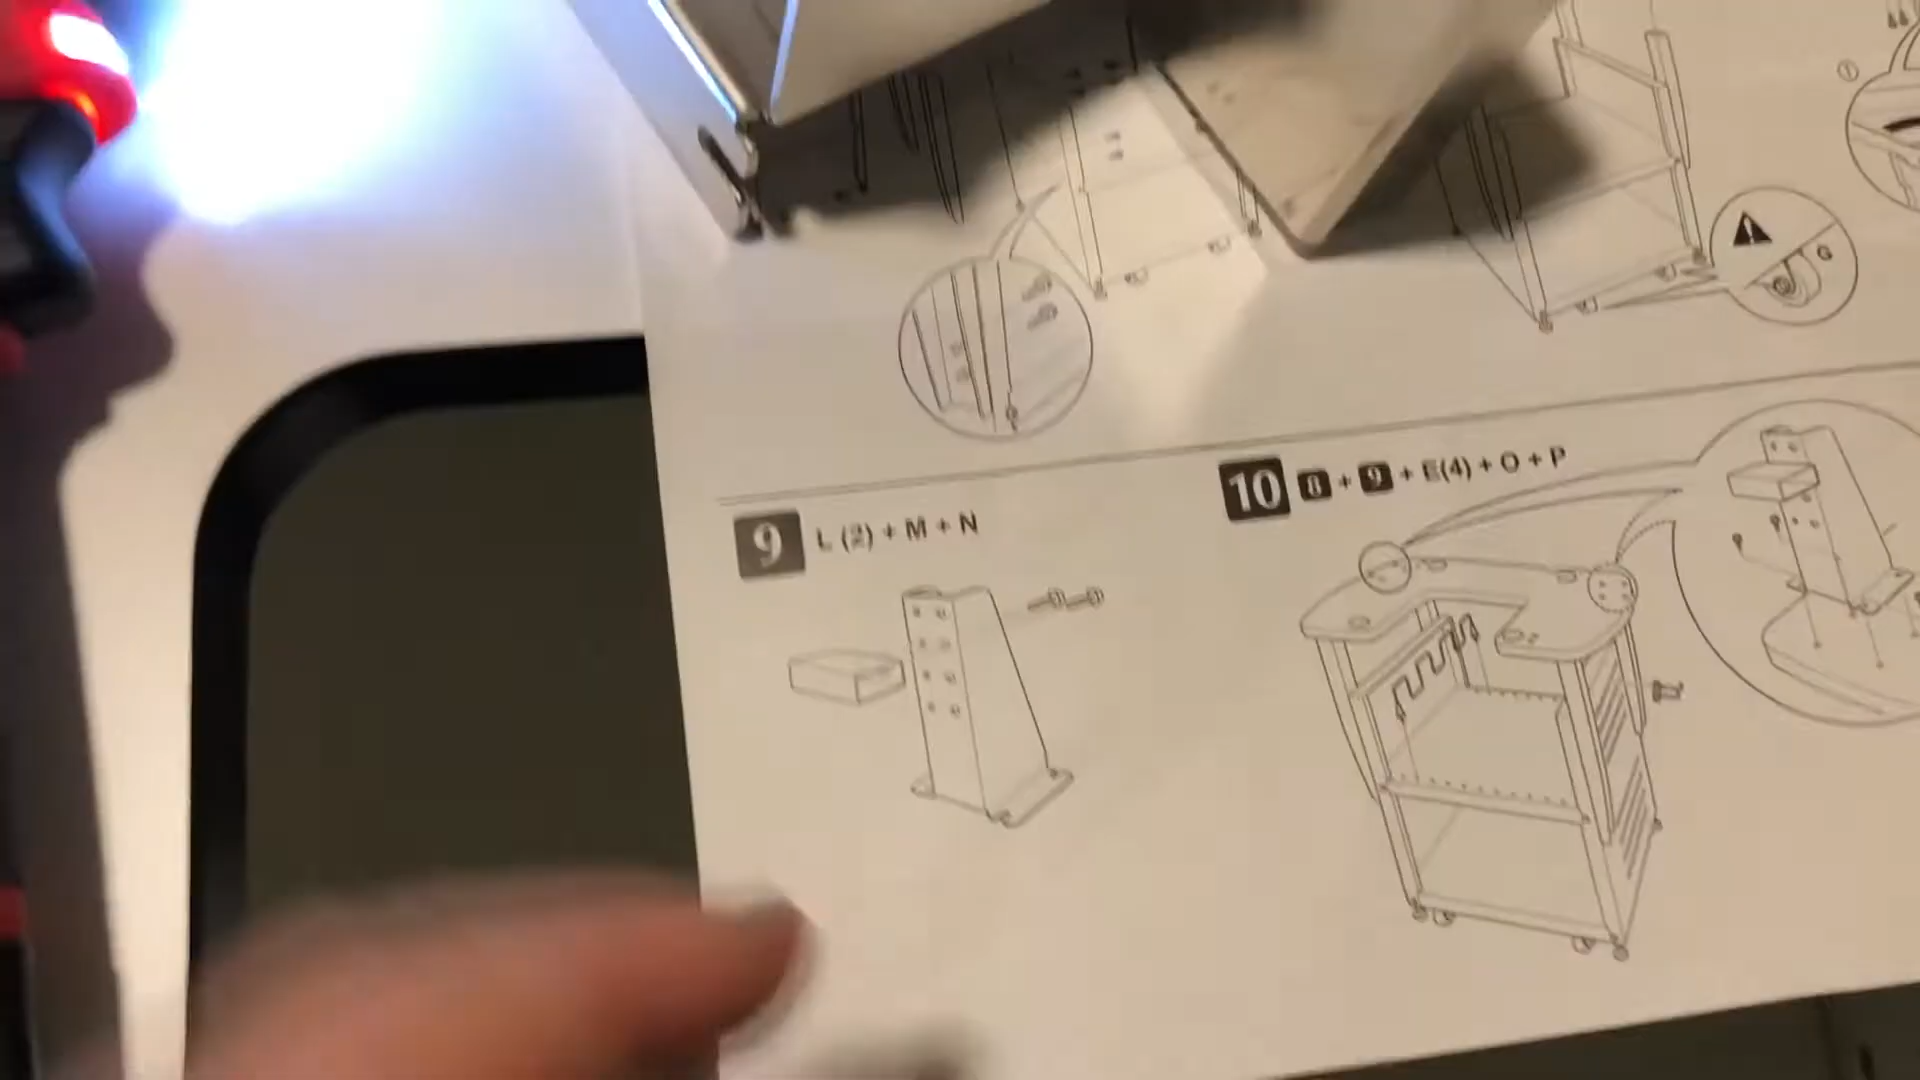 G
9 L (2) + M + N
10 8 + 9 + E(4) + O + P